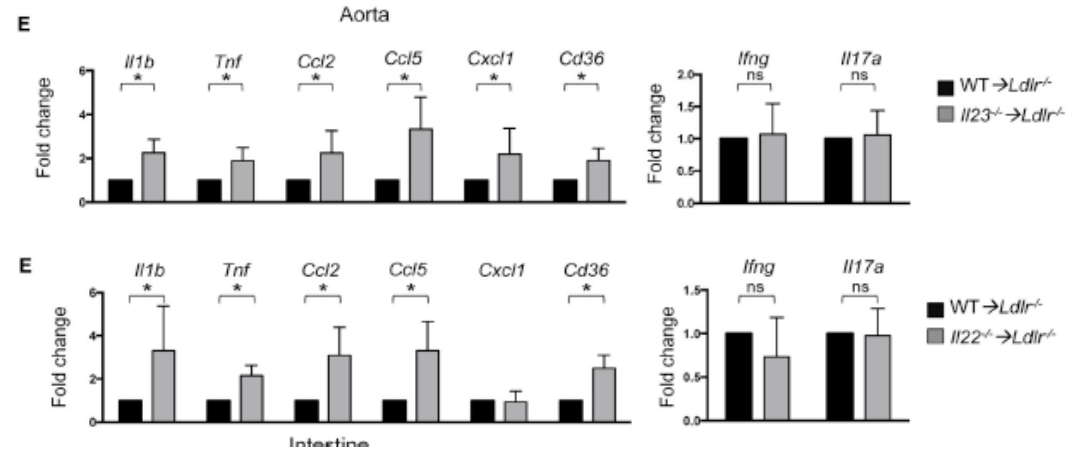 E
Aorta
Il1b Tnf Ccl2 Ccl5 Cxcl1 Cd36
* * * * * *
Fold change
6
4
2
0
Ifng Il17a
ns ns
Fold change
2.0
1.5
1.0
0.5
0.0
WT→Ldlr-/-
Il23-/-→Ldlr-/-
E
Il1b Tnf Ccl2 Ccl5 Cxcl1 Cd36
* * * * *
Fold change
6
4
2
0
Ifng Il17a
ns ns
Fold change
1.5
1.0
0.5
0.0
WT→Ldlr-/-
Il22-/-→Ldlr-/-
Intestine